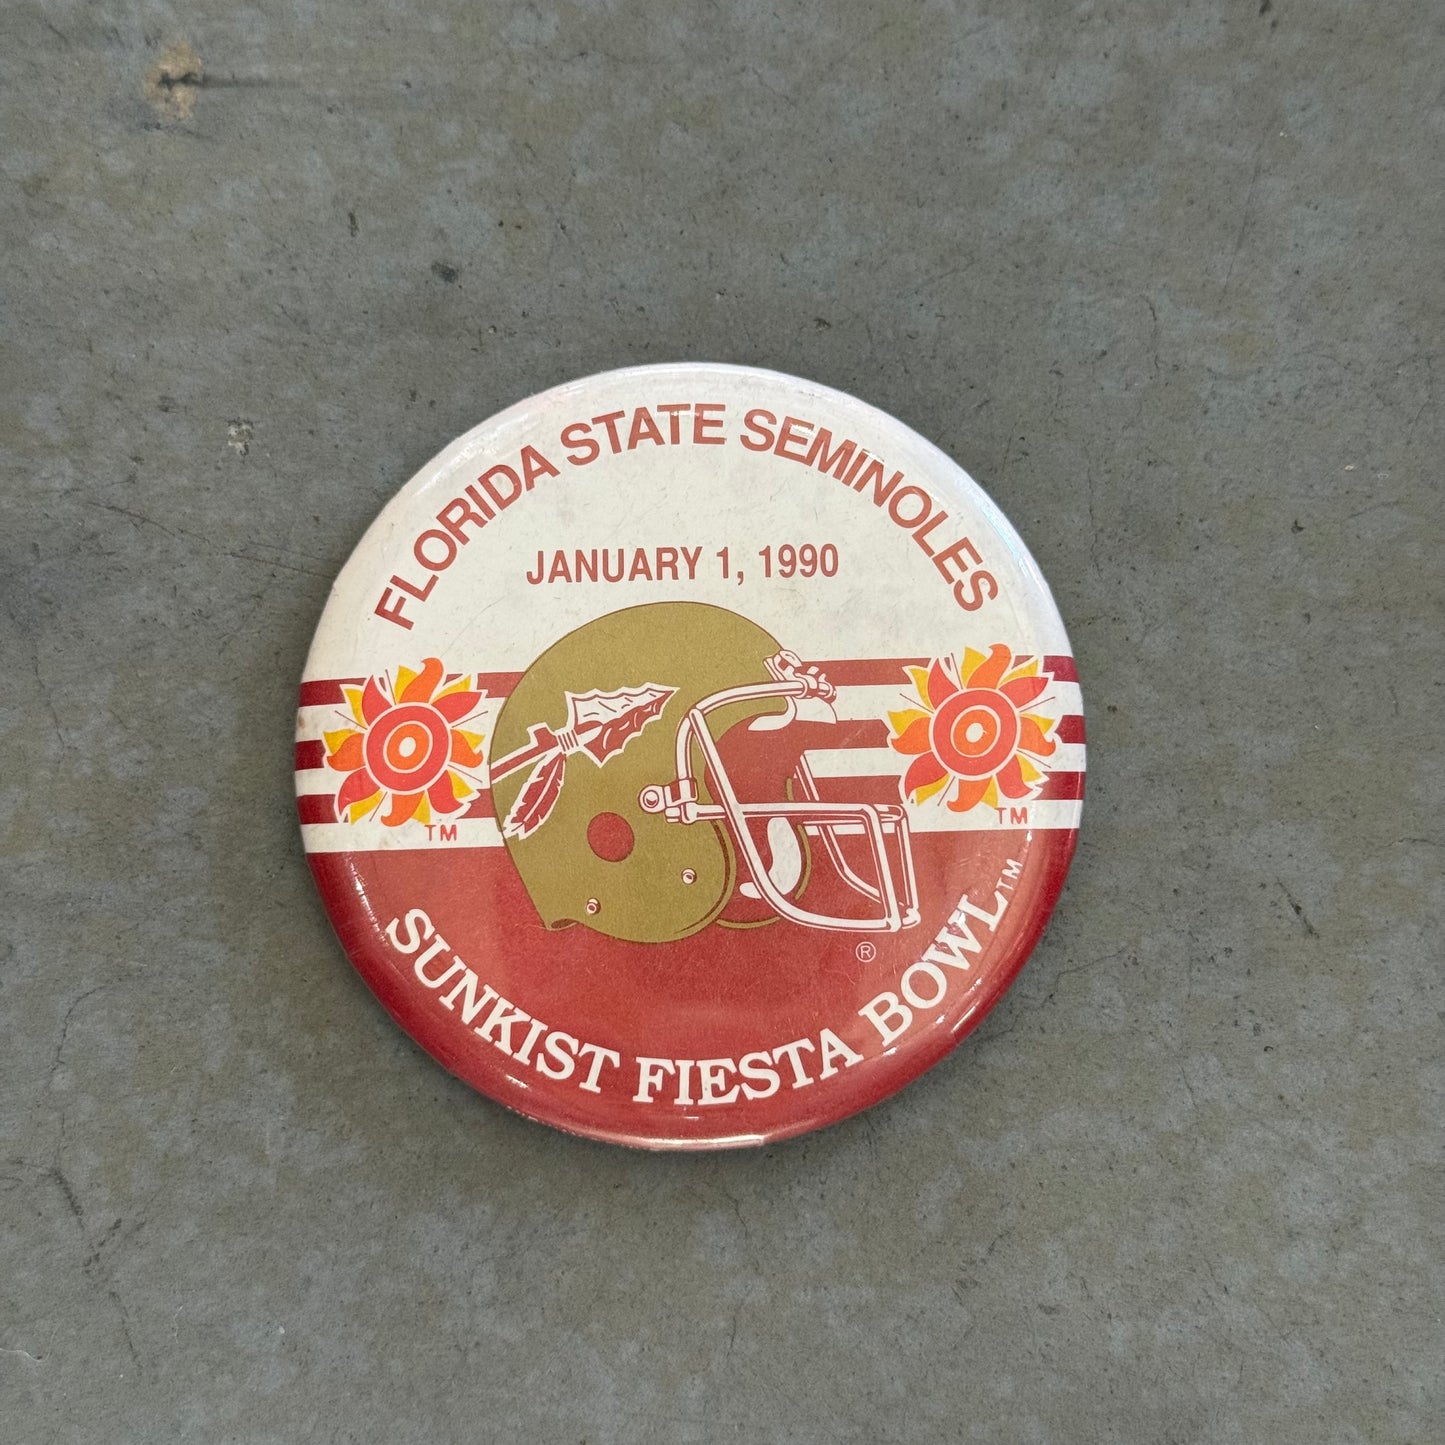 FLORIDA STATE SEMINOLES
JANUARY 1, 1990
TM
TM
®
SUNKIST FIESTA BOWL™